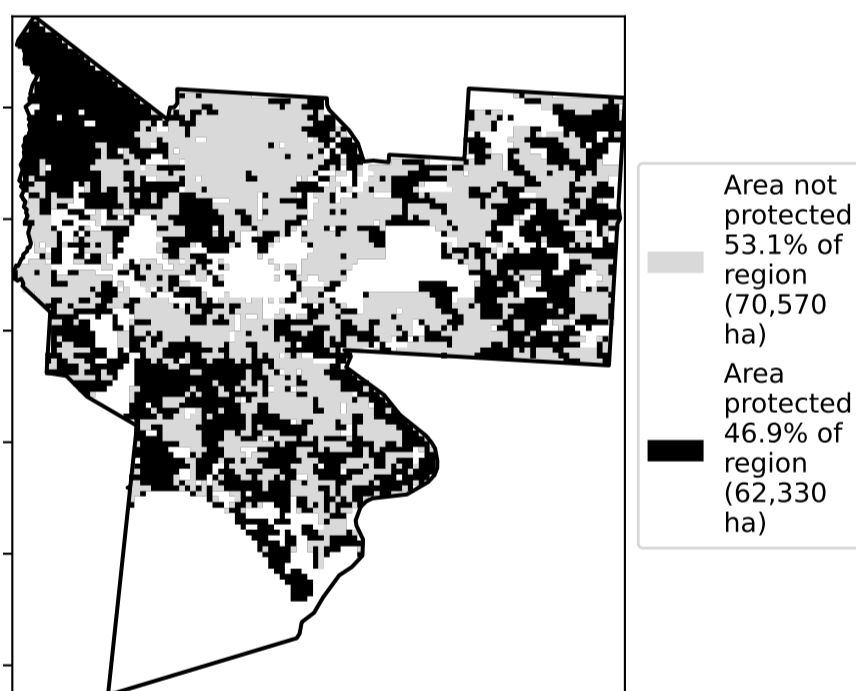 Area not
protected
53.1% of
region
(70,570
ha)
Area
protected
46.9% of
region
(62,330
ha)